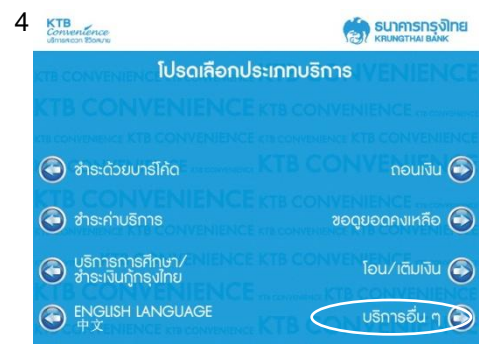 4
KTB
Convenience
บริการสะดวก ชีวิตสบาย
ธนาคารกรุงไทย
KRUNGTHAI BANK
โปรดเลือกประเภทบริการ
ชำระด้วยบาร์โค้ด
ถอนเงิน
ชำระค่าบริการ
ขอดูยอดคงเหลือ
บริการการศึกษา/
ชำระเงินกู้กรุงไทย
โอน/เติมเงิน
ENGLISH LANGUAGE
中文
บริการอื่น ๆ